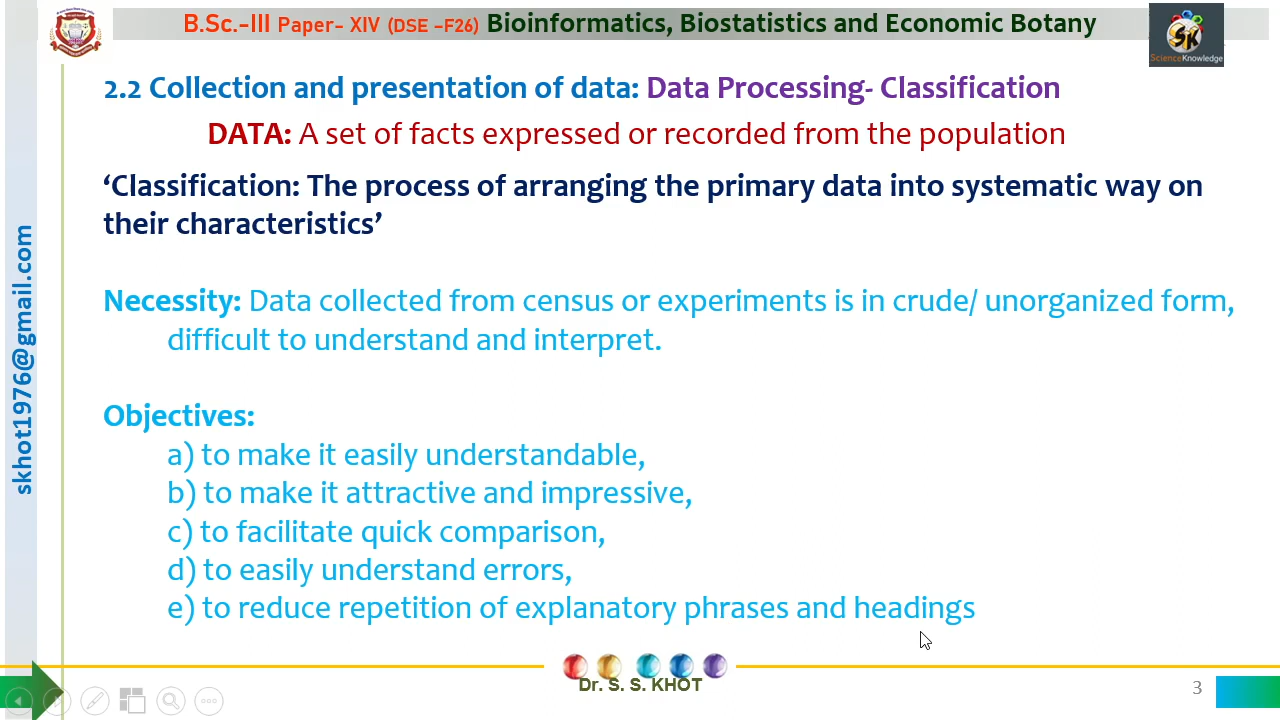 B.Sc.-III Paper- XIV (DSE –F26) Bioinformatics, Biostatistics and Economic Botany
SK
ScienceKnowledge
2.2 Collection and presentation of data: Data Processing- Classification
DATA: A set of facts expressed or recorded from the population
‘Classification: The process of arranging the primary data into systematic way on
their characteristics’
Necessity: Data collected from census or experiments is in crude/ unorganized form,
difficult to understand and interpret.
Objectives:
a) to make it easily understandable,
b) to make it attractive and impressive,
c) to facilitate quick comparison,
d) to easily understand errors,
e) to reduce repetition of explanatory phrases and headings
skhot1976@gmail.com
Dr. S. S. KHOT
3